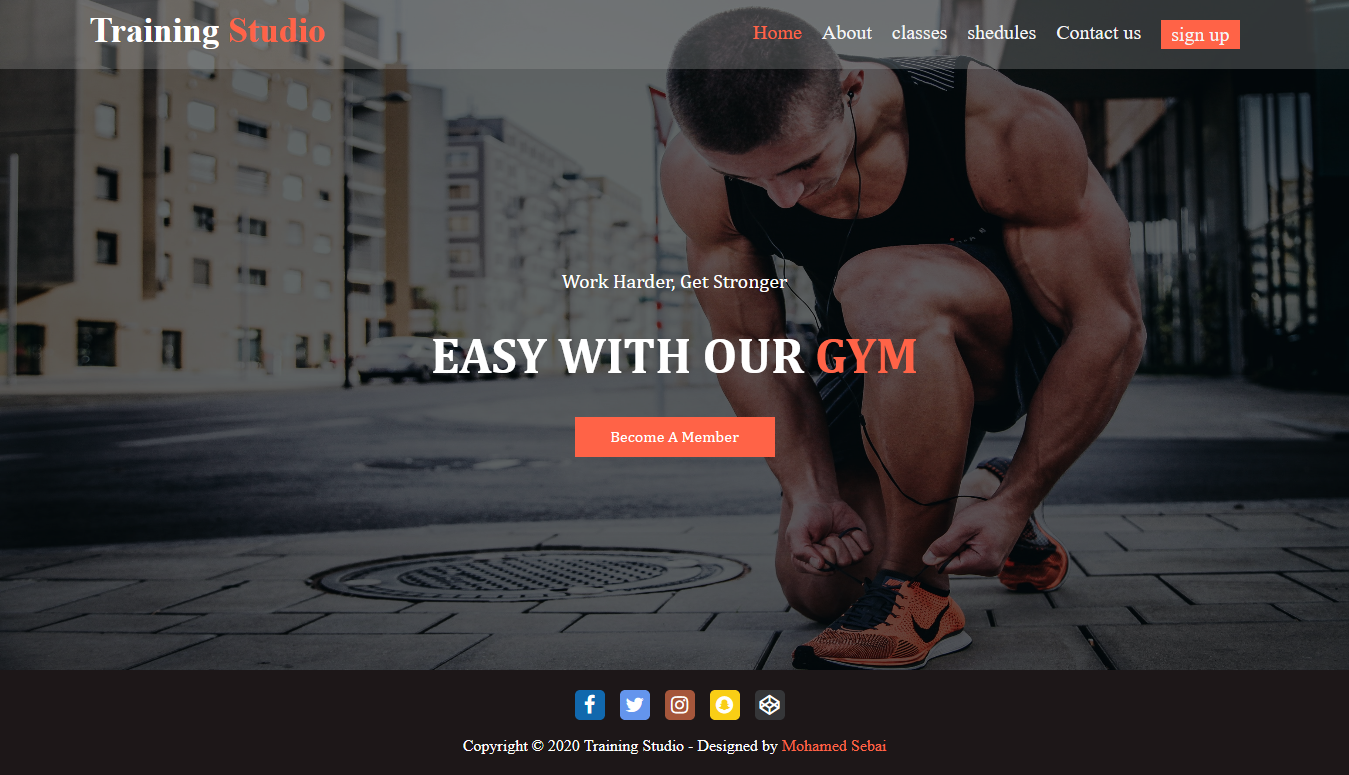 Training Studio
Home About classes shedules Contact us sign up
Work Harder, Get Stronger
EASY WITH OUR GYM
Become A Member
Copyright © 2020 Training Studio - Designed by Mohamed Sebai